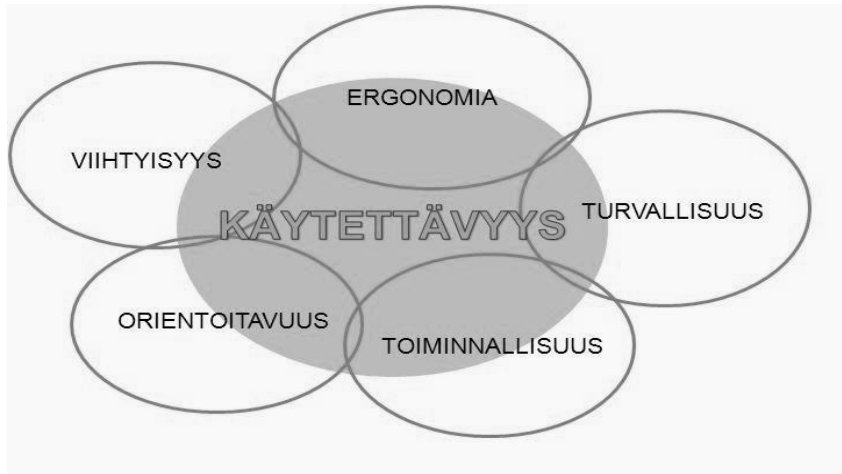 ERGONOMIA
VIIHTYISYYS
TURVALLISUUS
KÄYTETTÄVYYS
ORIENTOITAVUUS
TOIMINNALLISUUS